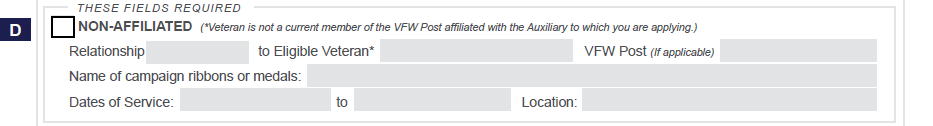 THESE FIELDS REQUIRED
D
NON-AFFILIATED (*Veteran is not a current member of the VFW Post affiliated with the Auxiliary to which you are applying.)
Relationship to Eligible Veteran* VFW Post (If applicable)
Name of campaign ribbons or medals:
Dates of Service: to Location: